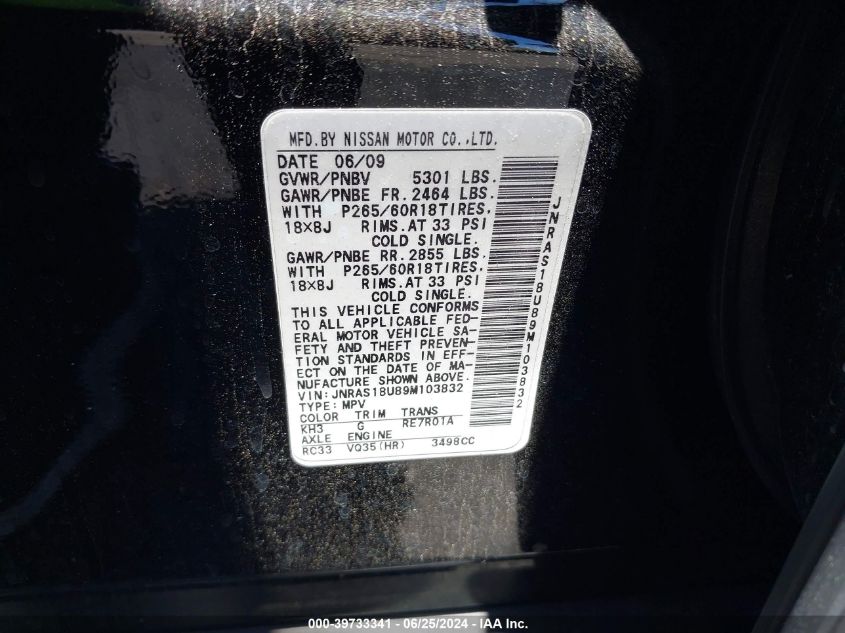 MFD.BY NISSAN MOTOR CO.,LTD.
DATE 06/09
GVWR/PNBV 5301 LBS.
GAWR/PNBE FR. 2464 LBS.
WITH P265/60R18TIRES.
18X8J RIMS.AT 33 PSI
COLD SINGLE.
GAWR/PNBE RR. 2855 LBS.
WITH P265/60R18TIRES.
18X8J RIMS.AT 33 PSI
COLD SINGLE.
THIS VEHICLE CONFORMS
TO ALL APPLICABLE FED-
ERAL MOTOR VEHICLE SA-
FETY AND THEFT PREVEN-
TION STANDARDS IN EFF-
ECT ON THE DATE OF MA-
NUFACTURE SHOWN ABOVE.
VIN: JNRAS18U89M103832
TYPE: MPV
COLOR TRIM TRANS
KH3 G RE7R01A
AXLE ENGINE
RC33 VQ35(HR) 3498CC
JNRAS18U89M103832
000-39733341 - 06/25/2024 - IAA Inc.